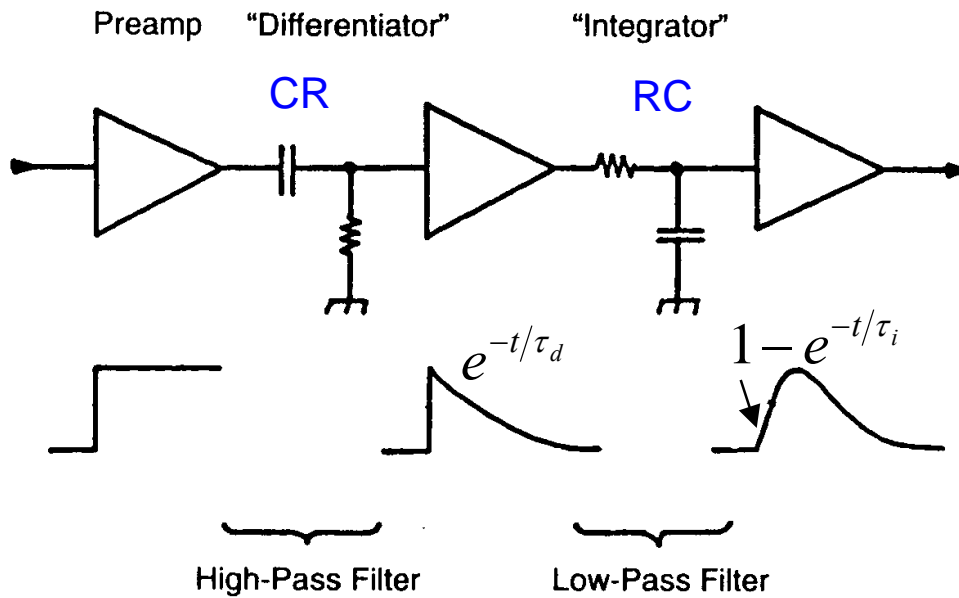 Preamp "Differentiator" "Integrator"
CR RC
e^{-t/τ_d} 1 - e^{-t/τ_i}
High-Pass Filter Low-Pass Filter